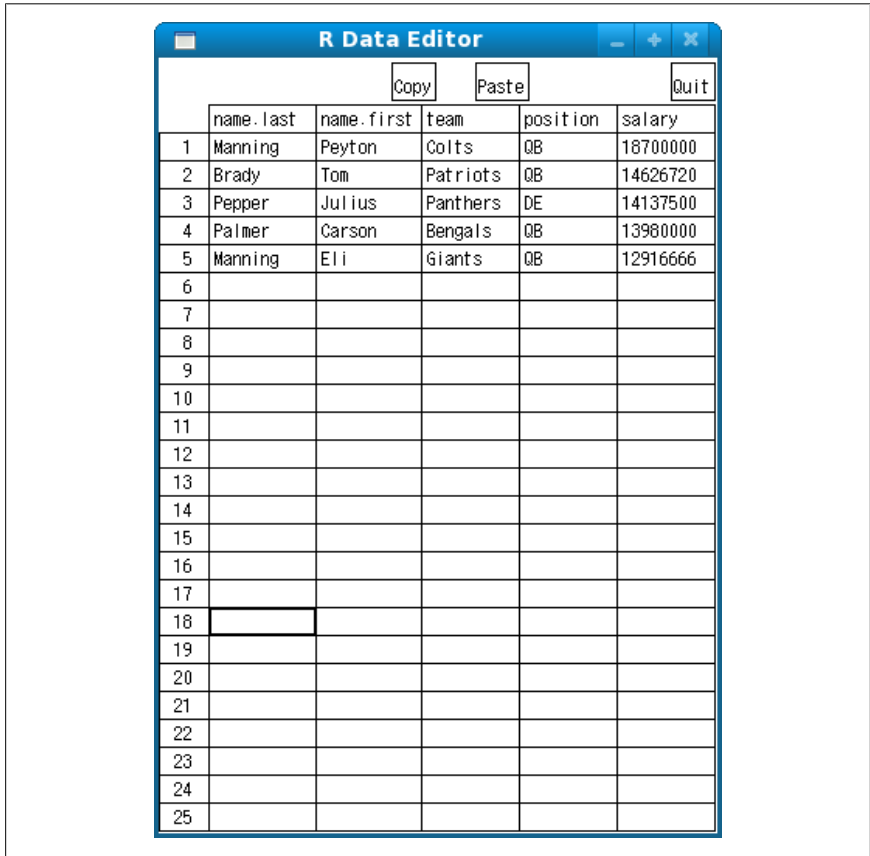 R Data Editor
Copy Paste Quit
name.last name.first team position salary
1 Manning Peyton Colts QB 18700000
2 Brady Tom Patriots QB 14626720
3 Pepper Julius Panthers DE 14137500
4 Palmer Carson Bengals QB 13980000
5 Manning Eli Giants QB 12916666
6
7
8
9
10
11
12
13
14
15
16
17
18
19
20
21
22
23
24
25